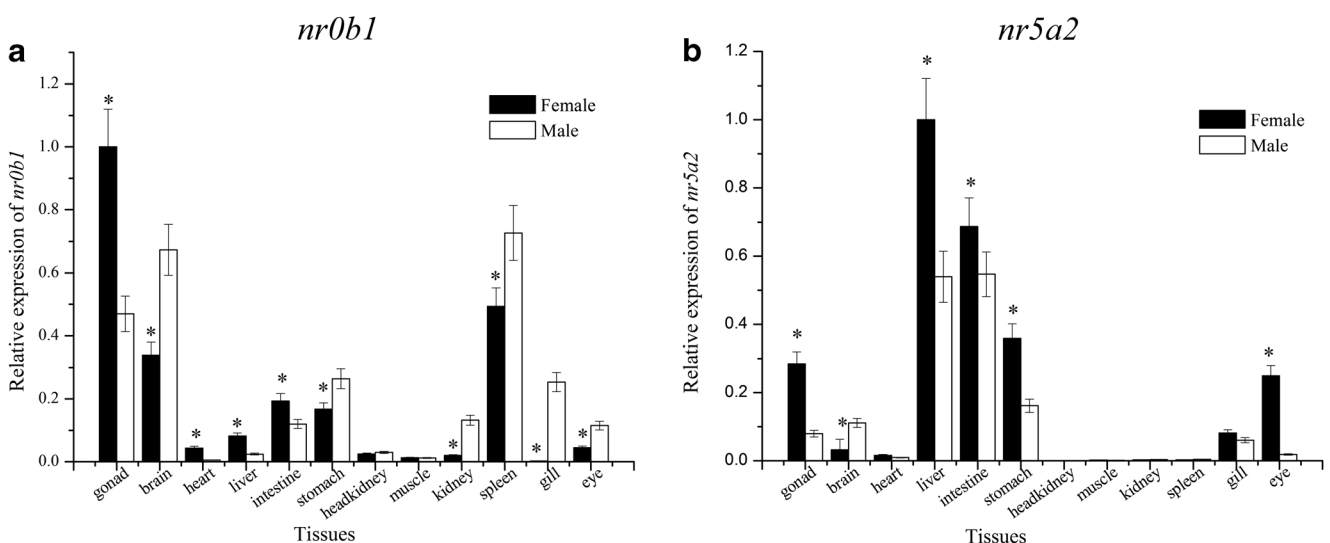 a
nr0b1
Relative expression of nr0b1
1.2
1.0
0.8
0.6
0.4
0.2
0.0
Female
Male
* * * * * * * * * *
gonad brain heart liver intestine stomach headkidney muscle kidney spleen gill eye
Tissues
b
nr5a2
Relative expression of nr5a2
1.2
1.0
0.8
0.6
0.4
0.2
0.0
Female
Male
* * * * * *
gonad brain heart liver intestine stomach headkidney muscle kidney spleen gill eye
Tissues